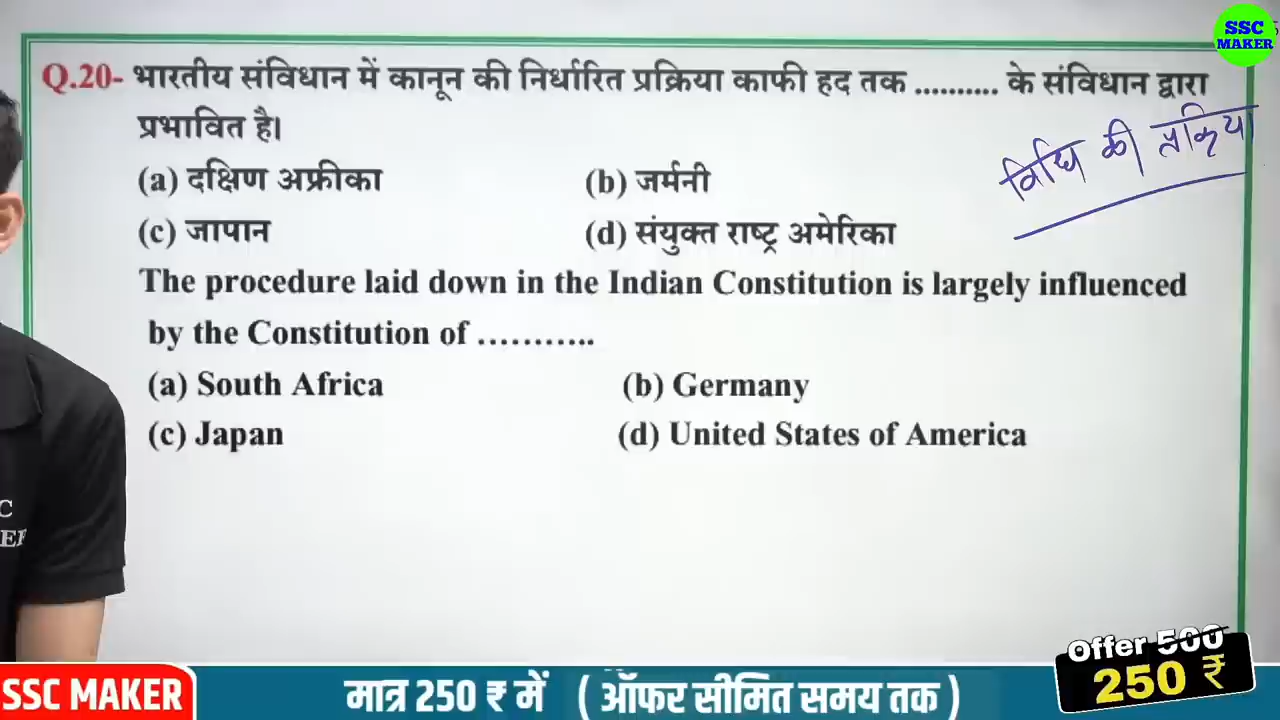 SSC
MAKER
Q.20- भारतीय संविधान में कानून की निर्धारित प्रक्रिया काफी हद तक .......... के संविधान द्वारा
प्रभावित है।
विधि की प्रक्रिया
(a) दक्षिण अफ्रीका (b) जर्मनी
(c) जापान (d) संयुक्त राष्ट्र अमेरिका
The procedure laid down in the Indian Constitution is largely influenced
by the Constitution of ...........
(a) South Africa (b) Germany
(c) Japan (d) United States of America
Offer 500
250 ₹
SSC MAKER मात्र 250 ₹ में ( ऑफर सीमित समय तक )